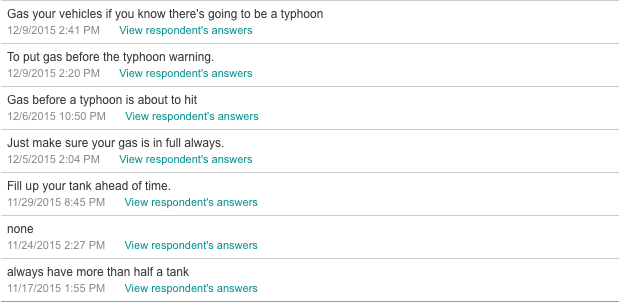 Gas your vehicles if you know there's going to be a typhoon
12/9/2015 2:41 PM View respondent's answers
To put gas before the typhoon warning.
12/9/2015 2:20 PM View respondent's answers
Gas before a typhoon is about to hit
12/6/2015 10:50 PM View respondent's answers
Just make sure your gas is in full always.
12/5/2015 2:04 PM View respondent's answers
Fill up your tank ahead of time.
11/29/2015 8:45 PM View respondent's answers
none
11/24/2015 2:27 PM View respondent's answers
always have more than half a tank
11/17/2015 1:55 PM View respondent's answers